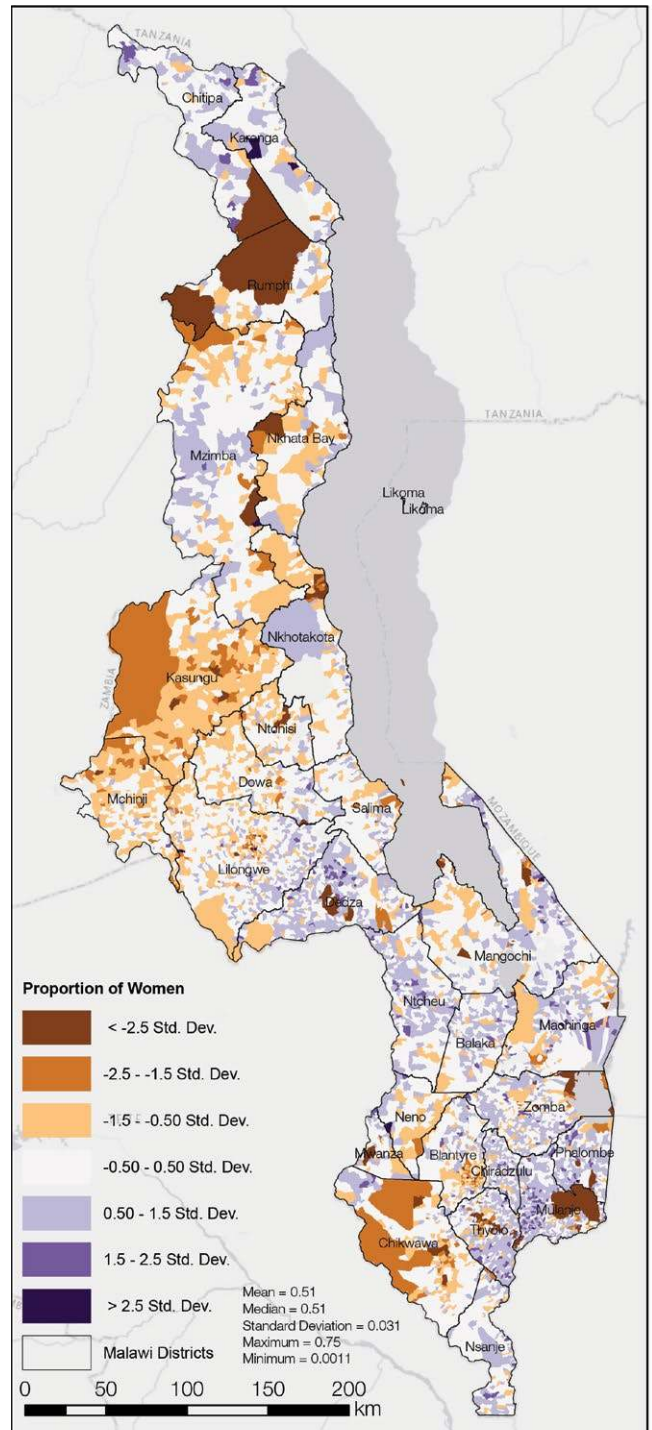 TANZANIA
Chitipa
Karonga
Rumphi
TANZANIA
Nkhata Bay
Mzimba
Likoma
Likoma
Nkhotakota
ZAMBIA
Kasungu
Ntchisi
Dowa
Mchinji
Salima
MOZAMBIQUE
Lilongwe
Dedza
Mangochi
Ntcheu
Machinga
Balaka
Zomba
Neno
Mwanza
Blantyre
Phalombe
Chiradzulu
Mulanje
Thyolo
Chikwawa
Nsanje
Proportion of Women
< -2.5 Std. Dev.
-2.5 - -1.5 Std. Dev.
-1.5 - -0.50 Std. Dev.
-0.50 - 0.50 Std. Dev.
0.50 - 1.5 Std. Dev.
1.5 - 2.5 Std. Dev.
> 2.5 Std. Dev.
Malawi Districts
Mean = 0.51
Median = 0.51
Standard Deviation = 0.031
Maximum = 0.75
Minimum = 0.0011
0 50 100 150 200
km